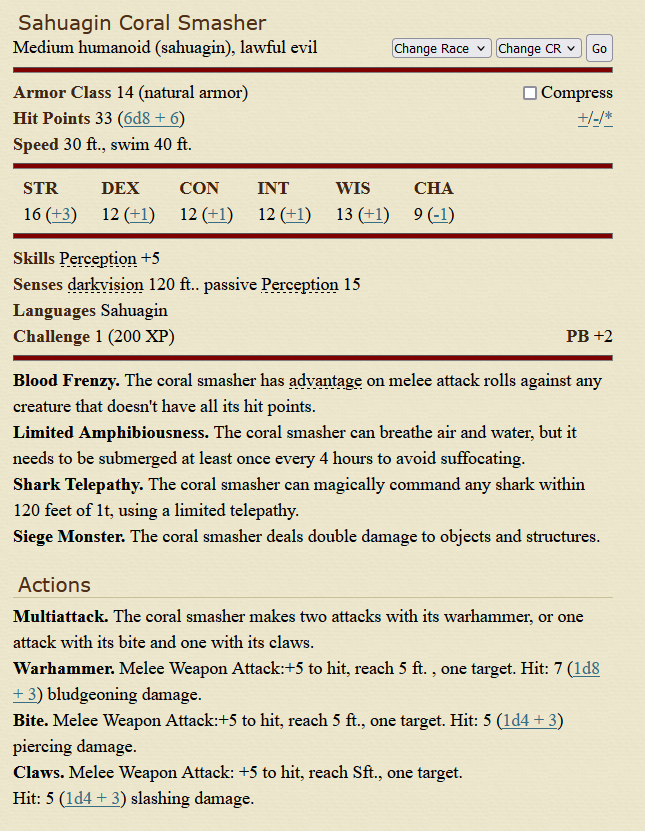 Sahuagin Coral Smasher
Medium humanoid (sahuagin), lawful evil
Change Race Change CR Go
Armor Class 14 (natural armor)
Compress
Hit Points 33 (6d8 + 6)
+/-/*
Speed 30 ft., swim 40 ft.
STR DEX CON INT WIS CHA
16 (+3) 12 (+1) 12 (+1) 12 (+1) 13 (+1) 9 (-1)
Skills Perception +5
Senses darkvision 120 ft.. passive Perception 15
Languages Sahuagin
Challenge 1 (200 XP) PB +2
Blood Frenzy. The coral smasher has advantage on melee attack rolls against any
creature that doesn't have all its hit points.
Limited Amphibiousness. The coral smasher can breathe air and water, but it
needs to be submerged at least once every 4 hours to avoid suffocating.
Shark Telepathy. The coral smasher can magically command any shark within
120 feet of 1t, using a limited telepathy.
Siege Monster. The coral smasher deals double damage to objects and structures.
Actions
Multiattack. The coral smasher makes two attacks with its warhammer, or one
attack with its bite and one with its claws.
Warhammer. Melee Weapon Attack:+5 to hit, reach 5 ft. , one target. Hit: 7 (1d8
+ 3) bludgeoning damage.
Bite. Melee Weapon Attack:+5 to hit, reach 5 ft., one target. Hit: 5 (1d4 + 3)
piercing damage.
Claws. Melee Weapon Attack: +5 to hit, reach Sft., one target.
Hit: 5 (1d4 + 3) slashing damage.